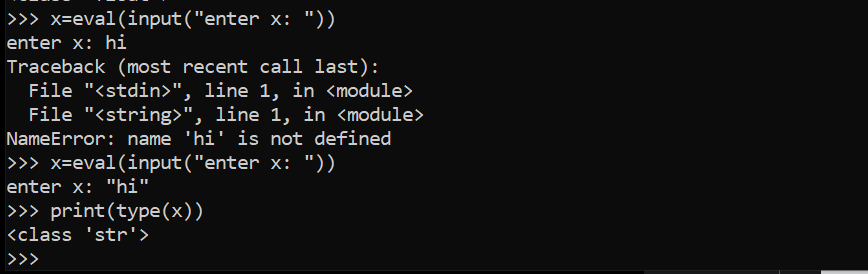 >>> x=eval(input("enter x: "))
enter x: hi
Traceback (most recent call last):
  File "<stdin>", line 1, in <module>
  File "<string>", line 1, in <module>
NameError: name 'hi' is not defined
>>> x=eval(input("enter x: "))
enter x: "hi"
>>> print(type(x))
<class 'str'>
>>>